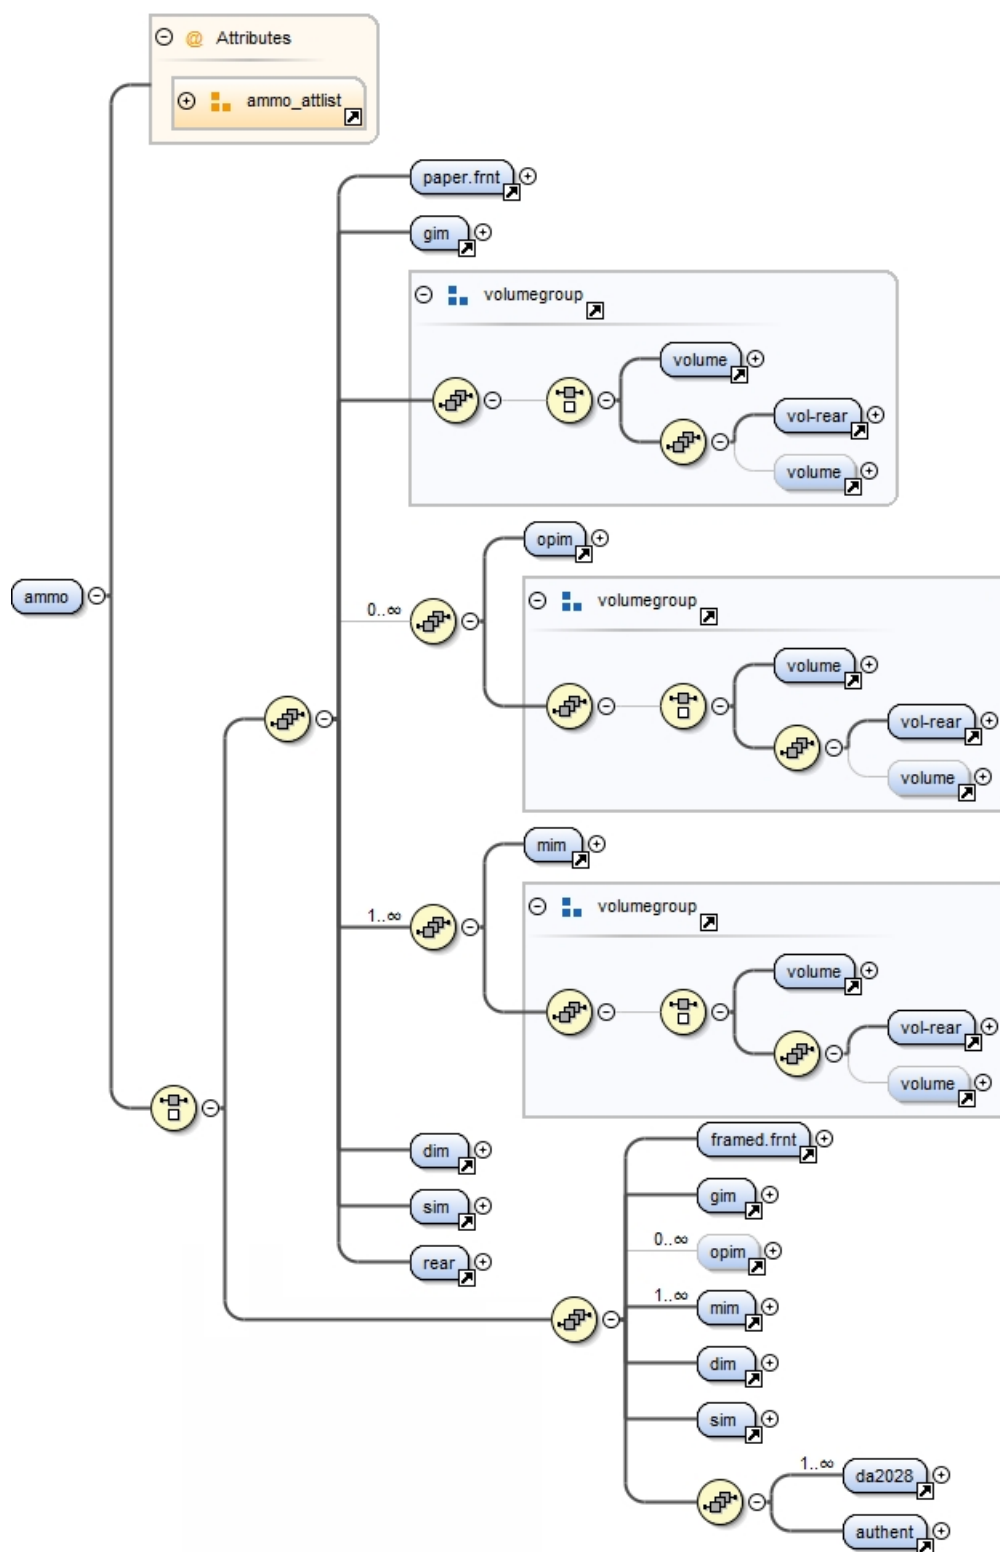 @ Attributes
ammo_attlist
paper.frnt
gim
volumegroup
volume
vol-rear
volume
opim
volumegroup
ammo
0..∞
volume
vol-rear
volume
mim
volumegroup
1..∞
volume
vol-rear
volume
dim
framed.frnt
sim
gim
rear
0..∞ opim
1..∞ mim
dim
sim
1..∞ da2028
authent